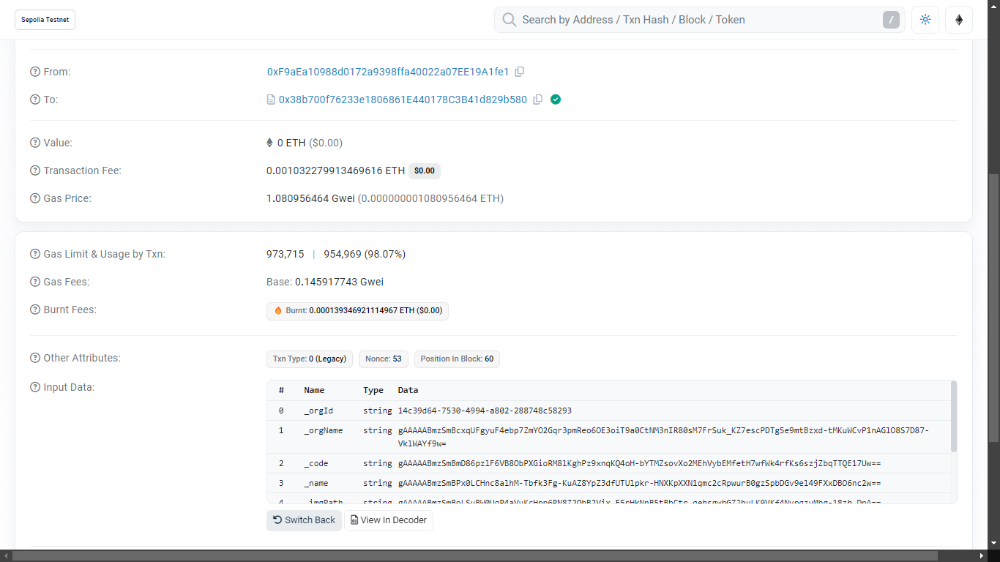 Sepolia Testnet
Search by Address / Txn Hash / Block / Token /
From: 0xF9aEa10988d0172a9398ffa40022a07EE19A1fe1
To: 0x38b700f76233e1806861E440178C3B41d829b580
Value: 0 ETH ($0.00)
Transaction Fee: 0.001032279913469616 ETH $0.00
Gas Price: 1.080956464 Gwei (0.000000001080956464 ETH)
Gas Limit & Usage by Txn: 973,715 | 954,969 (98.07%)
Gas Fees: Base: 0.145917743 Gwei
Burnt Fees: Burnt: 0.000139346921114967 ETH ($0.00)
Other Attributes: Txn Type: 0 (Legacy) Nonce: 53 Position In Block: 60
Input Data:
# Name Type Data
0 _orgId string 14c39d64-7530-4994-a802-288748c58293
1 _orgName string gAAAAABmzSmBcxqUFgyuF4ebp7ZmYO2Gqr3pmReo6OE3oiT9a0CtNM3nIR80sM7FrSuk_KZ7escPDTg5e9mtBzxd-tMKuWCvP1nAGlO8S7D87-
VklWAYf9w=
2 _code string gAAAAABmzSmBmD86pzlF6VB8ObPXGioRM8lKghPz9xnqKQ4oH-bYTMZsovXo2MEhVybEMfetH7wfWk4rfKs6szjZbqTTQE17Uw==
3 _name string gAAAAABmzSmBPx0LCHnc8alhM-Tbfk3Fg-KuAZ8YpZ3dfUTUlpkr-HNXKpXXN1qmc2cRpwurB0gzSpbDGv9el49FXxDBO6nc2w==
4 _imgPath string
Switch Back View In Decoder